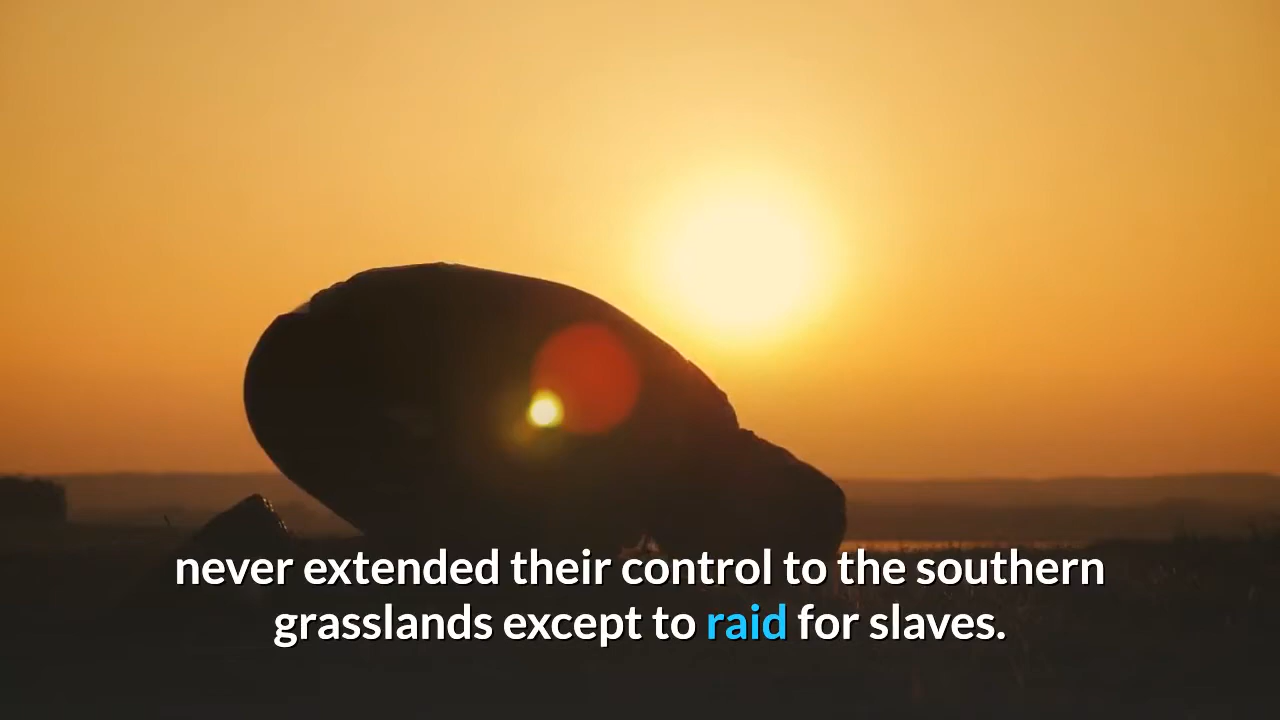 never extended their control to the southern
grasslands except to raid for slaves.